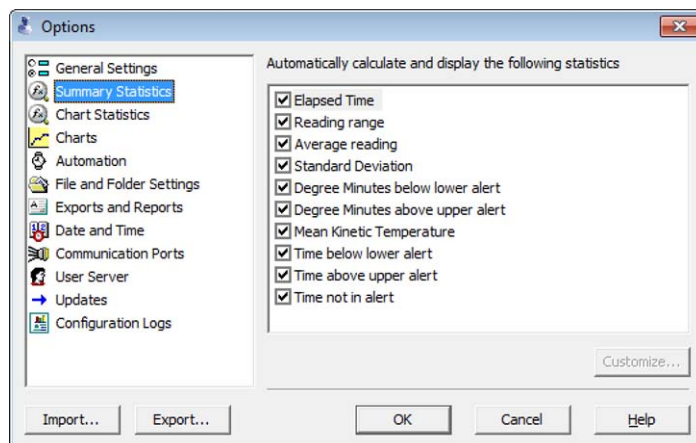 Options
General Settings
Summary Statistics
Chart Statistics
Charts
Automation
File and Folder Settings
Exports and Reports
Date and Time
Communication Ports
User Server
Updates
Configuration Logs
Automatically calculate and display the following statistics
Elapsed Time
Reading range
Average reading
Standard Deviation
Degree Minutes below lower alert
Degree Minutes above upper alert
Mean Kinetic Temperature
Time below lower alert
Time above upper alert
Time not in alert
Customize...
Import...
Export...
OK
Cancel
Help